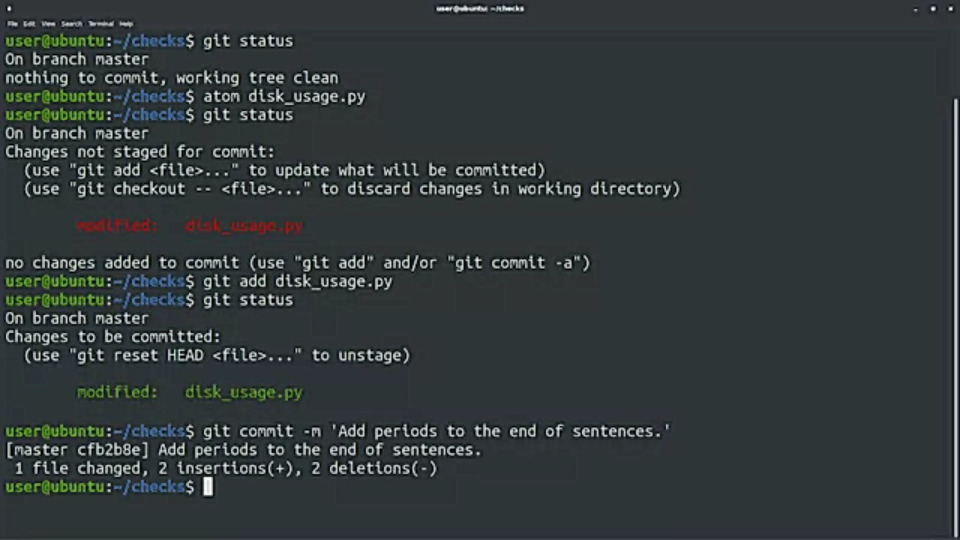 user@ubuntu: ~/checks
File Edit View Search Terminal Help
user@ubuntu:~/checks$ git status
On branch master
nothing to commit, working tree clean
user@ubuntu:~/checks$ atom disk_usage.py
user@ubuntu:~/checks$ git status
On branch master
Changes not staged for commit:
  (use "git add <file>..." to update what will be committed)
  (use "git checkout -- <file>..." to discard changes in working directory)
        modified:   disk_usage.py
no changes added to commit (use "git add" and/or "git commit -a")
user@ubuntu:~/checks$ git add disk_usage.py
user@ubuntu:~/checks$ git status
On branch master
Changes to be committed:
  (use "git reset HEAD <file>..." to unstage)
        modified:   disk_usage.py
user@ubuntu:~/checks$ git commit -m 'Add periods to the end of sentences.'
[master cfb2b8e] Add periods to the end of sentences.
 1 file changed, 2 insertions(+), 2 deletions(-)
user@ubuntu:~/checks$